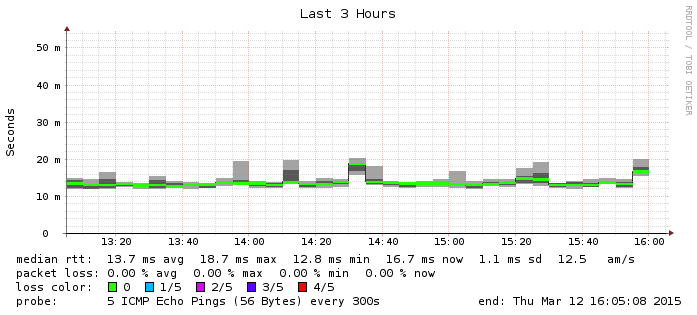 Last 3 Hours
RRDTOOL / TOBI OETIKER
Seconds
50 m
40 m
30 m
20 m
10 m
0
13:20 13:40 14:00 14:20 14:40 15:00 15:20 15:40 16:00
median rtt: 13.7 ms avg 18.7 ms max 12.8 ms min 16.7 ms now 1.1 ms sd 12.5 am/s
packet loss: 0.00 % avg 0.00 % max 0.00 % min 0.00 % now
loss color: 0 1/5 2/5 3/5 4/5
probe: 5 ICMP Echo Pings (56 Bytes) every 300s end: Thu Mar 12 16:05:08 2015